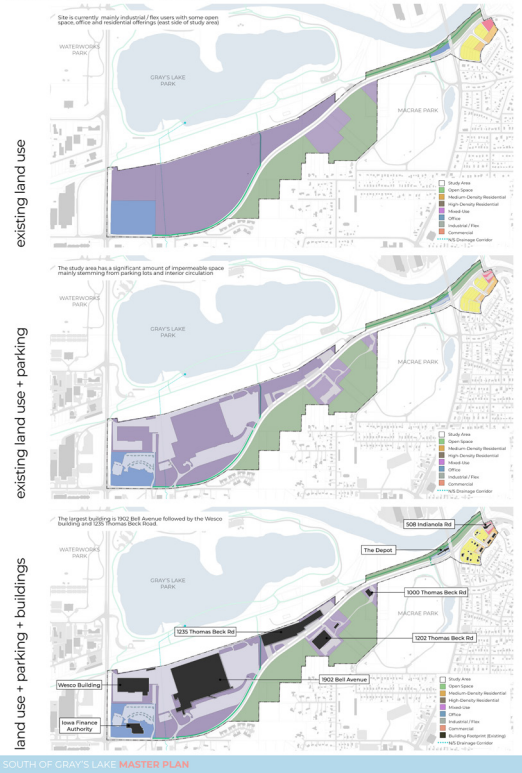 existing land use
Site is currently mainly industrial / flex users with some open
space, office and residential offerings (east side of study area)
WATERWORKS
PARK
GRAY'S LAKE
PARK
MACRAE PARK
Study Area
Open Space
Medium-Density Residential
High-Density Residential
Mixed-Use
Office
Industrial / Flex
Commercial
N/S Drainage Corridor
existing land use + parking
The study area has a significant amount of impermeable space
mainly stemming from parking lots and interior circulation
WATERWORKS
PARK
GRAY'S LAKE
PARK
MACRAE PARK
Study Area
Open Space
Medium-Density Residential
High-Density Residential
Mixed-Use
Office
Industrial / Flex
Commercial
N/S Drainage Corridor
land use + parking + buildings
The largest building is 1902 Bell Avenue followed by the Wesco
building and 1235 Thomas Beck Road.
508 Indianola Rd
The Depot
WATERWORKS
PARK
GRAY'S LAKE
PARK
1000 Thomas Beck Rd
MACRAE PARK
1235 Thomas Beck Rd
1202 Thomas Beck Rd
1902 Bell Avenue
Wesco Building
Iowa Finance
Authority
Study Area
Open Space
Medium-Density Residential
High-Density Residential
Mixed-Use
Office
Industrial / Flex
Commercial
Building Footprint (Existing)
N/S Drainage Corridor
SOUTH OF GRAY'S LAKE MASTER PLAN